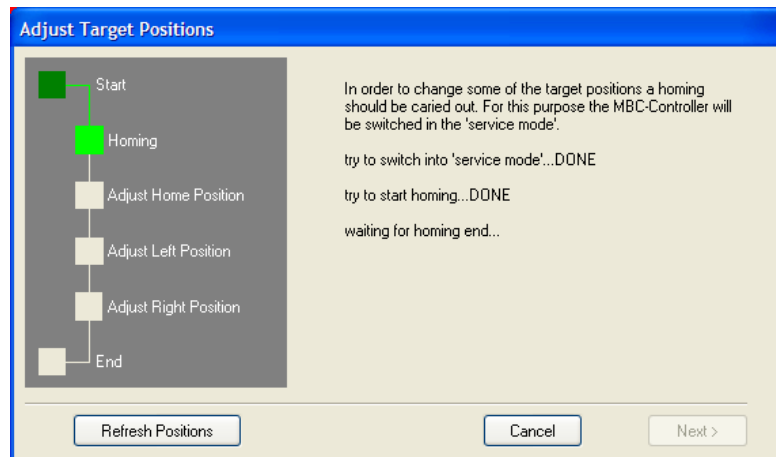 Adjust Target Positions
Start
Homing
Adjust Home Position
Adjust Left Position
Adjust Right Position
End
In order to change some of the target positions a homing
should be caried out. For this purpose the MBC-Controller will
be switched in the 'service mode'.
try to switch into 'service mode'...DONE
try to start homing...DONE
waiting for homing end...
Refresh Positions
Cancel
Next >